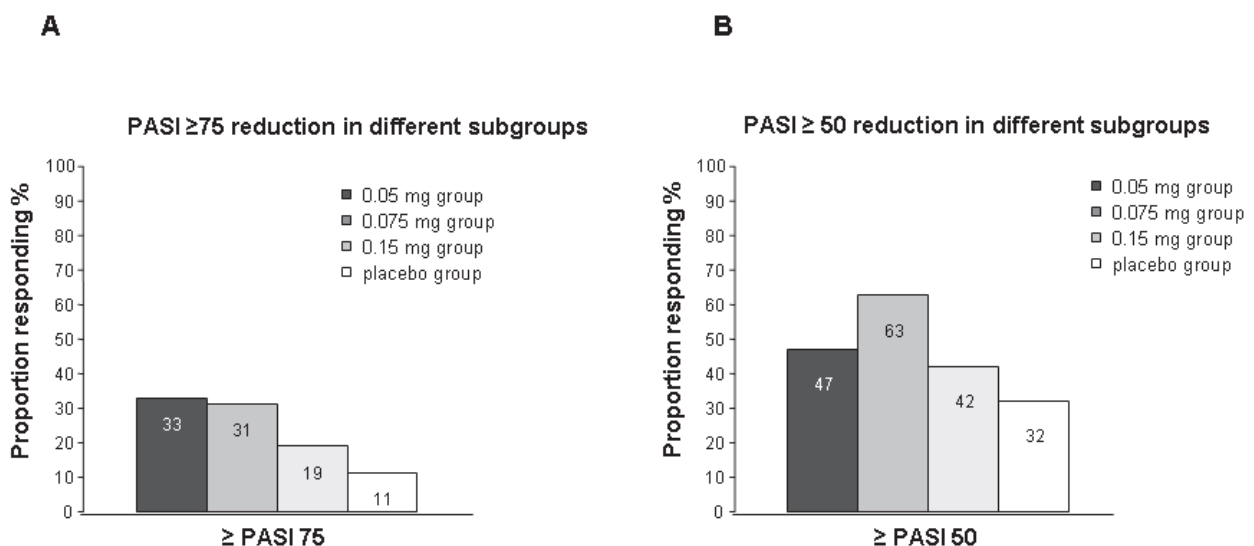 A
PASI ≥75 reduction in different subgroups
Proportion responding %
100
90
80
70
60
50
40
30
20
10
0
0.05 mg group
0.075 mg group
0.15 mg group
placebo group
33
31
19
11
≥ PASI 75
B
PASI ≥ 50 reduction in different subgroups
Proportion responding %
100
90
80
70
60
50
40
30
20
10
0
0.05 mg group
0.075 mg group
0.15 mg group
placebo group
47
63
42
32
≥ PASI 50